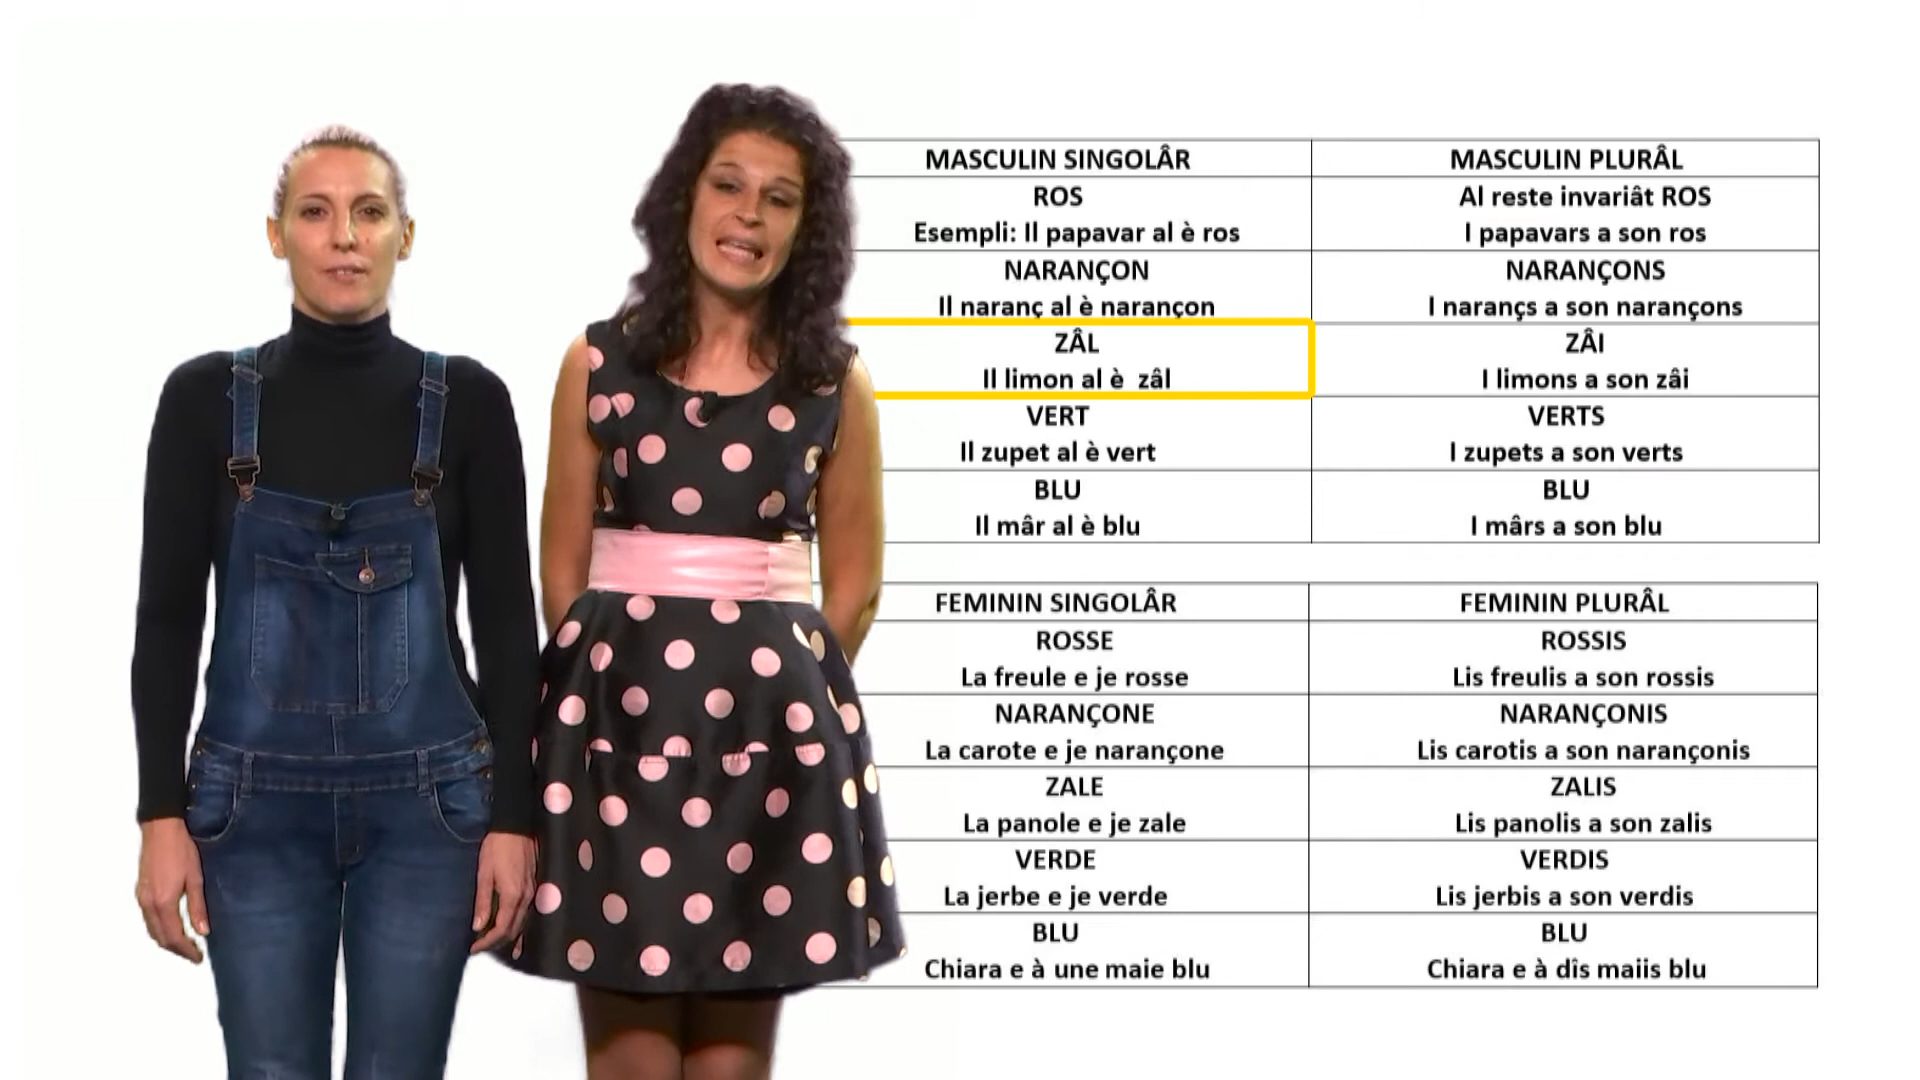 MASCULIN SINGOLÂR
MASCULIN PLURÂL
ROS
Esempli: Il papavar al è ros
Al reste invariât ROS
I papavars a son ros
NARANÇON
Il naranç al è narançon
NARANÇONS
I narançs a son narançons
ZÂL
Il limon al è zâl
ZÂI
I limons a son zâi
VERT
Il zupet al è vert
VERTS
I zupets a son verts
BLU
Il mâr al è blu
BLU
I mârs a son blu
FEMININ SINGOLÂR
FEMININ PLURÂL
ROSSE
La freule e je rosse
ROSSIS
Lis freulis a son rossis
NARANÇONE
La carote e je narançone
NARANÇONIS
Lis carotis a son narançonis
ZALE
La panole e je zale
ZALIS
Lis panolis a son zalis
VERDE
La jerbe e je verde
VERDIS
Lis jerbis a son verdis
BLU
Chiara e à une maie blu
BLU
Chiara e à dîs maiis blu